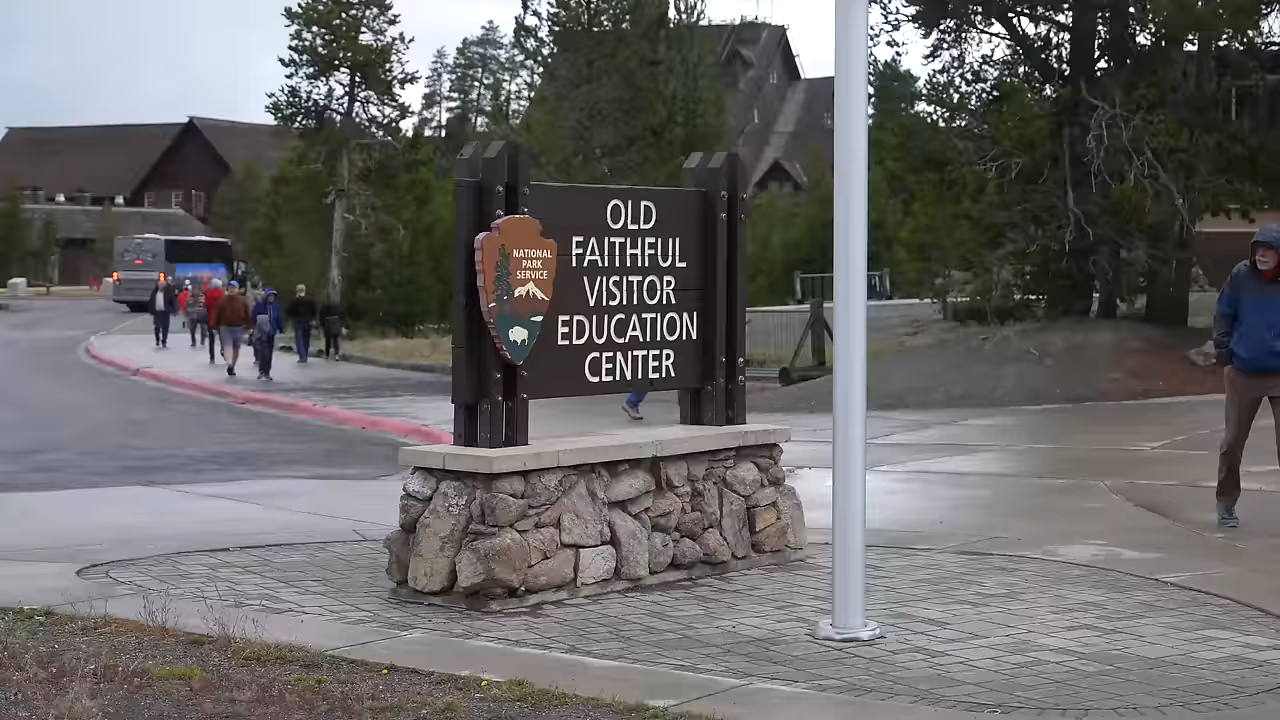 NATIONAL
PARK
SERVICE
OLD
FAITHFUL
VISITOR
EDUCATION
CENTER